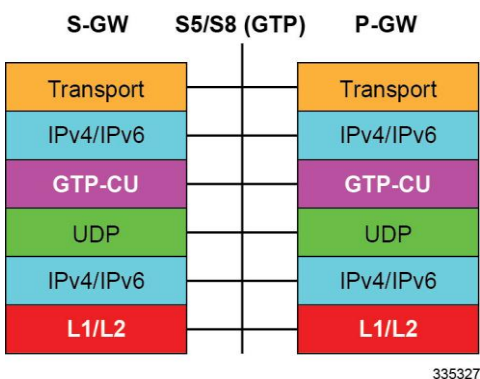 S-GW S5/S8 (GTP) P-GW
Transport Transport
IPv4/IPv6 IPv4/IPv6
GTP-CU GTP-CU
UDP UDP
IPv4/IPv6 IPv4/IPv6
L1/L2 L1/L2
335327